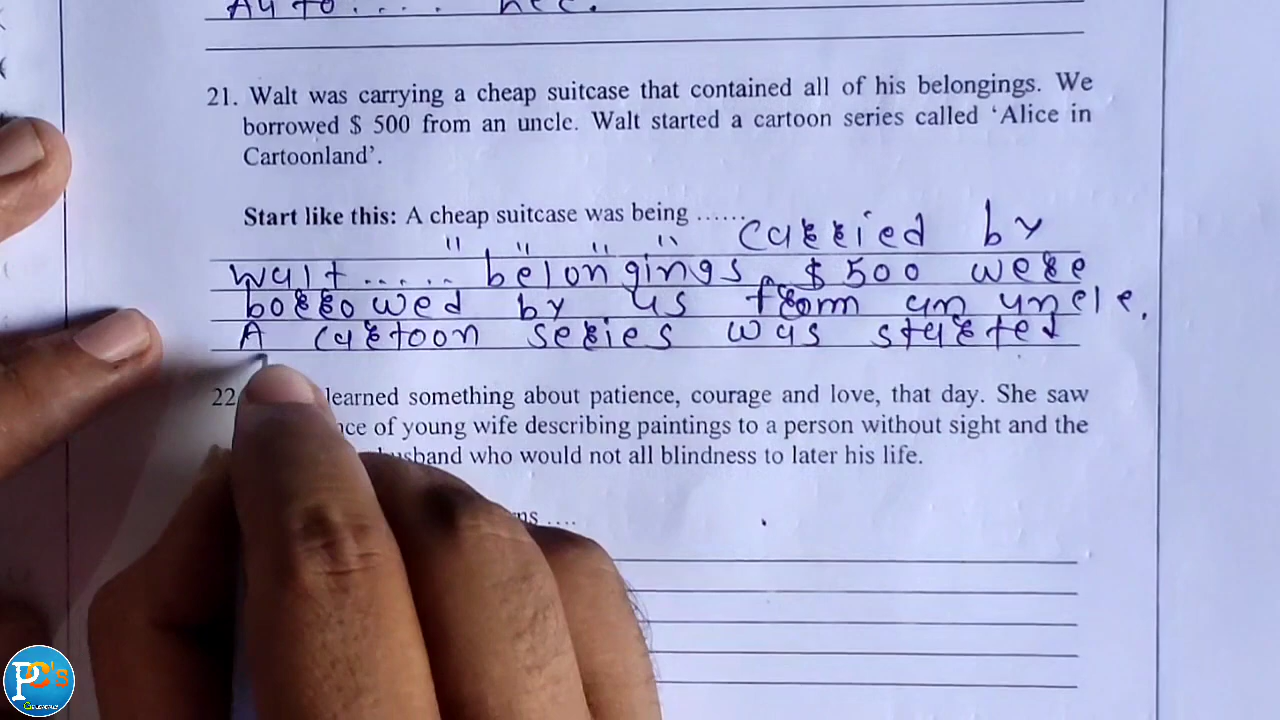 21. Walt was carrying a cheap suitcase that contained all of his belongings. We
borrowed $ 500 from an uncle. Walt started a cartoon series called ‘Alice in
Cartoonland’.
Start like this: A cheap suitcase was being ......
" " " " carried by
Walt ..... belongings. $ 500 were
borrowed by us from an uncle.
A cartoon series was started
22 learned something about patience, courage and love, that day. She saw
of young wife describing paintings to a person without sight and the
who would not all blindness to later his life.
PC's